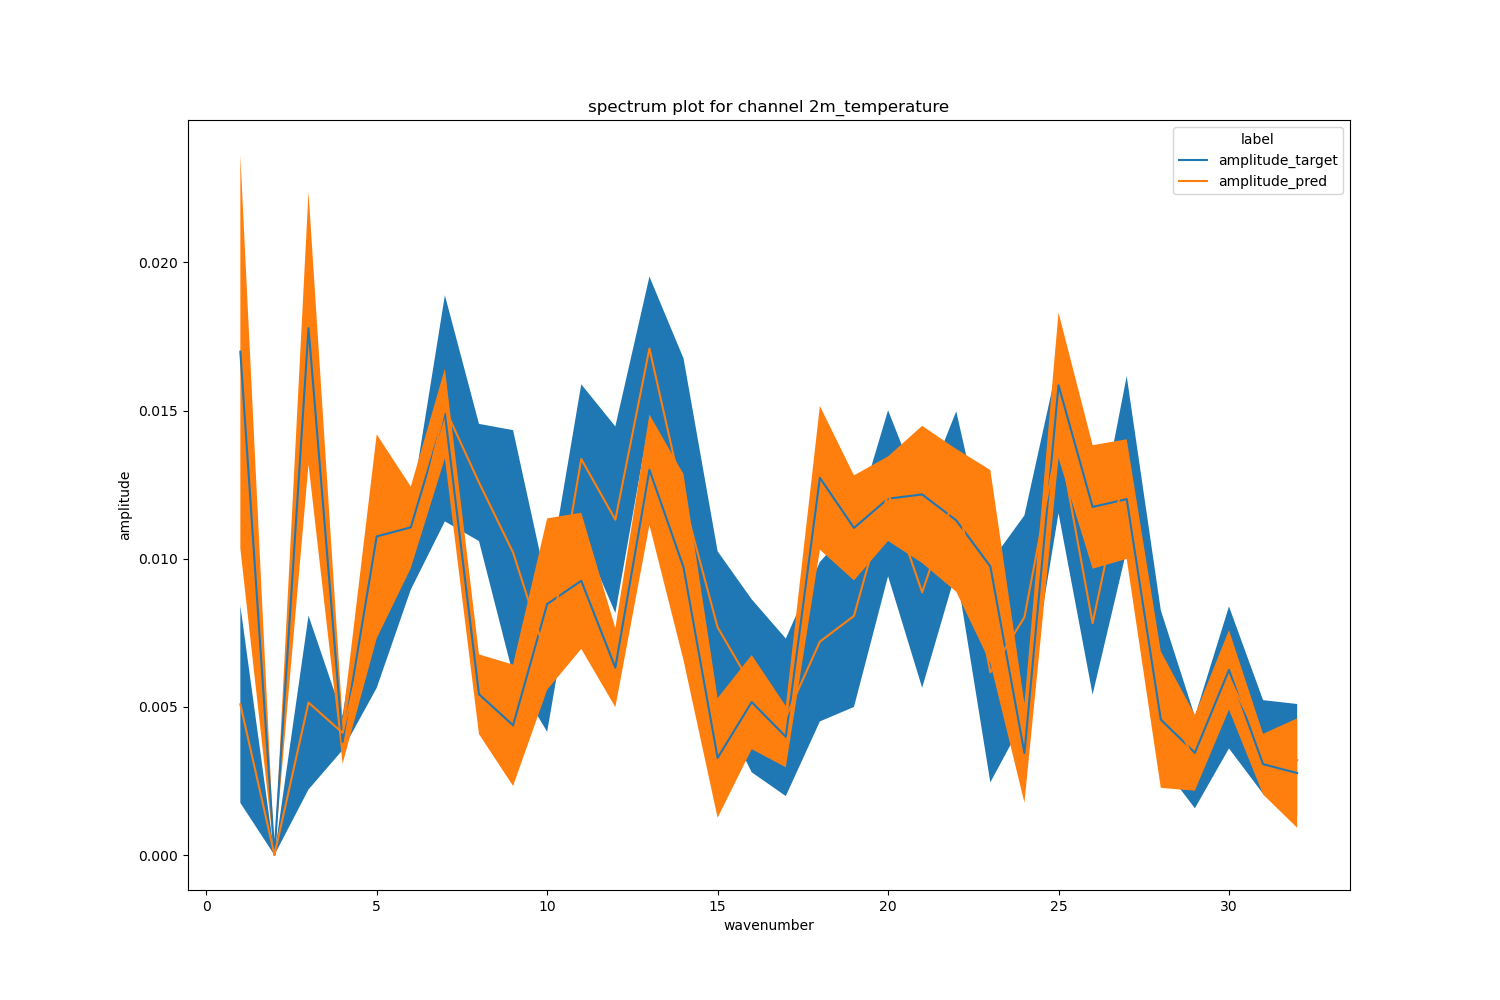 spectrum plot for channel 2m_temperature
label
amplitude_target
amplitude_pred
amplitude
0.020
0.015
0.010
0.005
0.000
0 5 10 15 20 25 30
wavenumber